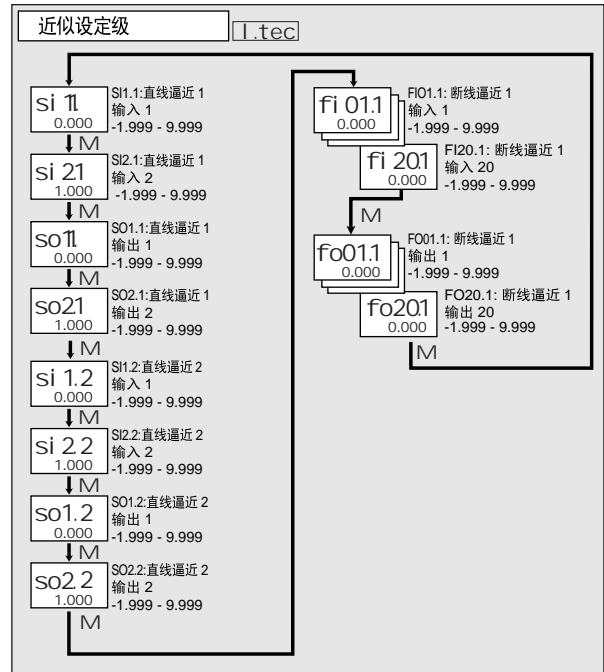 近似设定级
l.tec
si 1.1
0.000
SI1.1:直线逼近 1
输入 1
-1.999 - 9.999
M
si 2.1
1.000
SI2.1:直线逼近 1
输入 2
-1.999 - 9.999
M
so1.1
0.000
SO1.1:直线逼近 1
输出 1
-1.999 - 9.999
M
so2.1
1.000
SO2.1:直线逼近 1
输出 2
-1.999 - 9.999
M
si 1.2
0.000
SI1.2:直线逼近 2
输入 1
-1.999 - 9.999
M
si 2.2
1.000
SI2.2:直线逼近 2
输入 2
-1.999 - 9.999
M
so1.2
0.000
SO1.2:直线逼近 2
输出 1
-1.999 - 9.999
M
so2.2
1.000
SO2.2:直线逼近 2
输出 2
-1.999 - 9.999
M
fi 01.1
0.000
FI01.1: 断线逼近 1
输入 1
-1.999 - 9.999
fi 20.1
0.000
FI20.1: 断线逼近 1
输入 20
-1.999 - 9.999
M
fo01.1
0.000
FO01.1: 断线逼近 1
输出 1
-1.999 - 9.999
fo20.1
0.000
FO20.1: 断线逼近 1
输出 20
-1.999 - 9.999
M